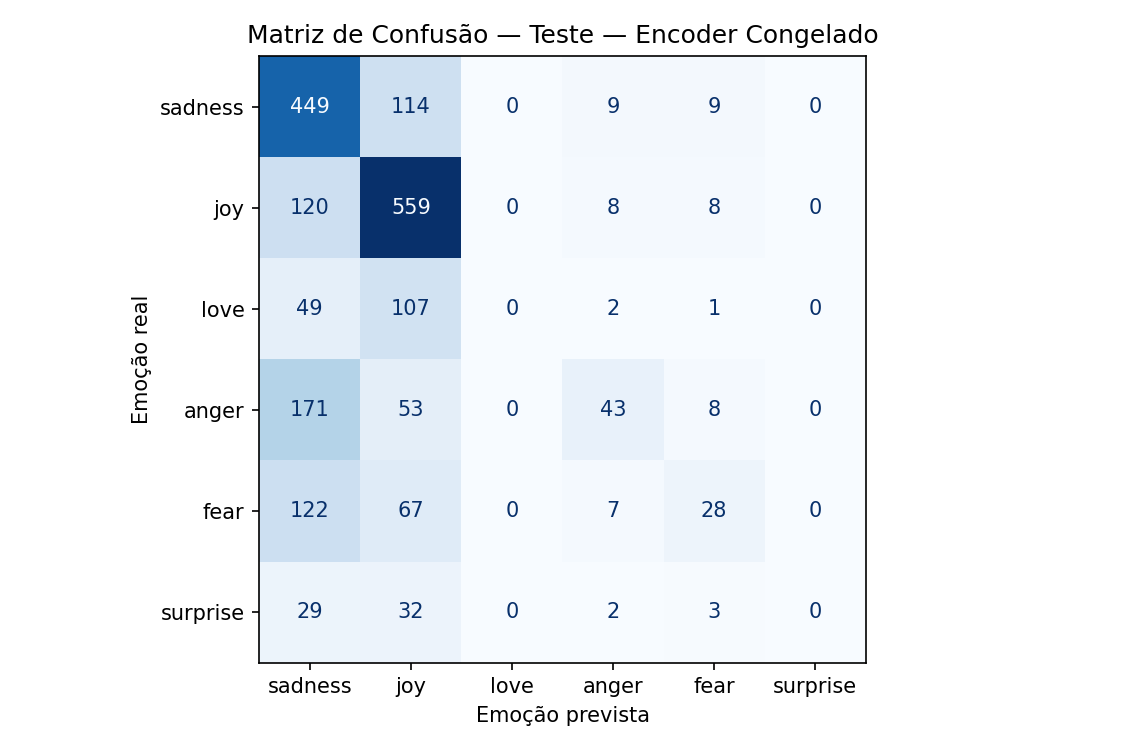 Matriz de Confusão — Teste — Encoder Congelado
Emoção real
sadness 449 114 0 9 9 0
joy 120 559 0 8 8 0
love 49 107 0 2 1 0
anger 171 53 0 43 8 0
fear 122 67 0 7 28 0
surprise 29 32 0 2 3 0
sadness joy love anger fear surprise
Emoção prevista